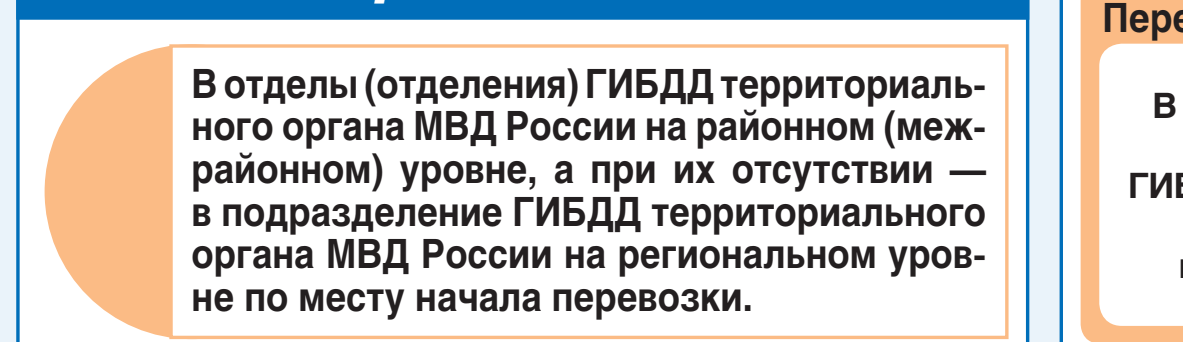 В отделы (отделения) ГИБДД территориаль-
ного органа МВД России на районном (меж-
районном) уровне, а при их отсутствии —
в подразделение ГИБДД территориального
органа МВД России на региональном уров-
не по месту начала перевозки.
В